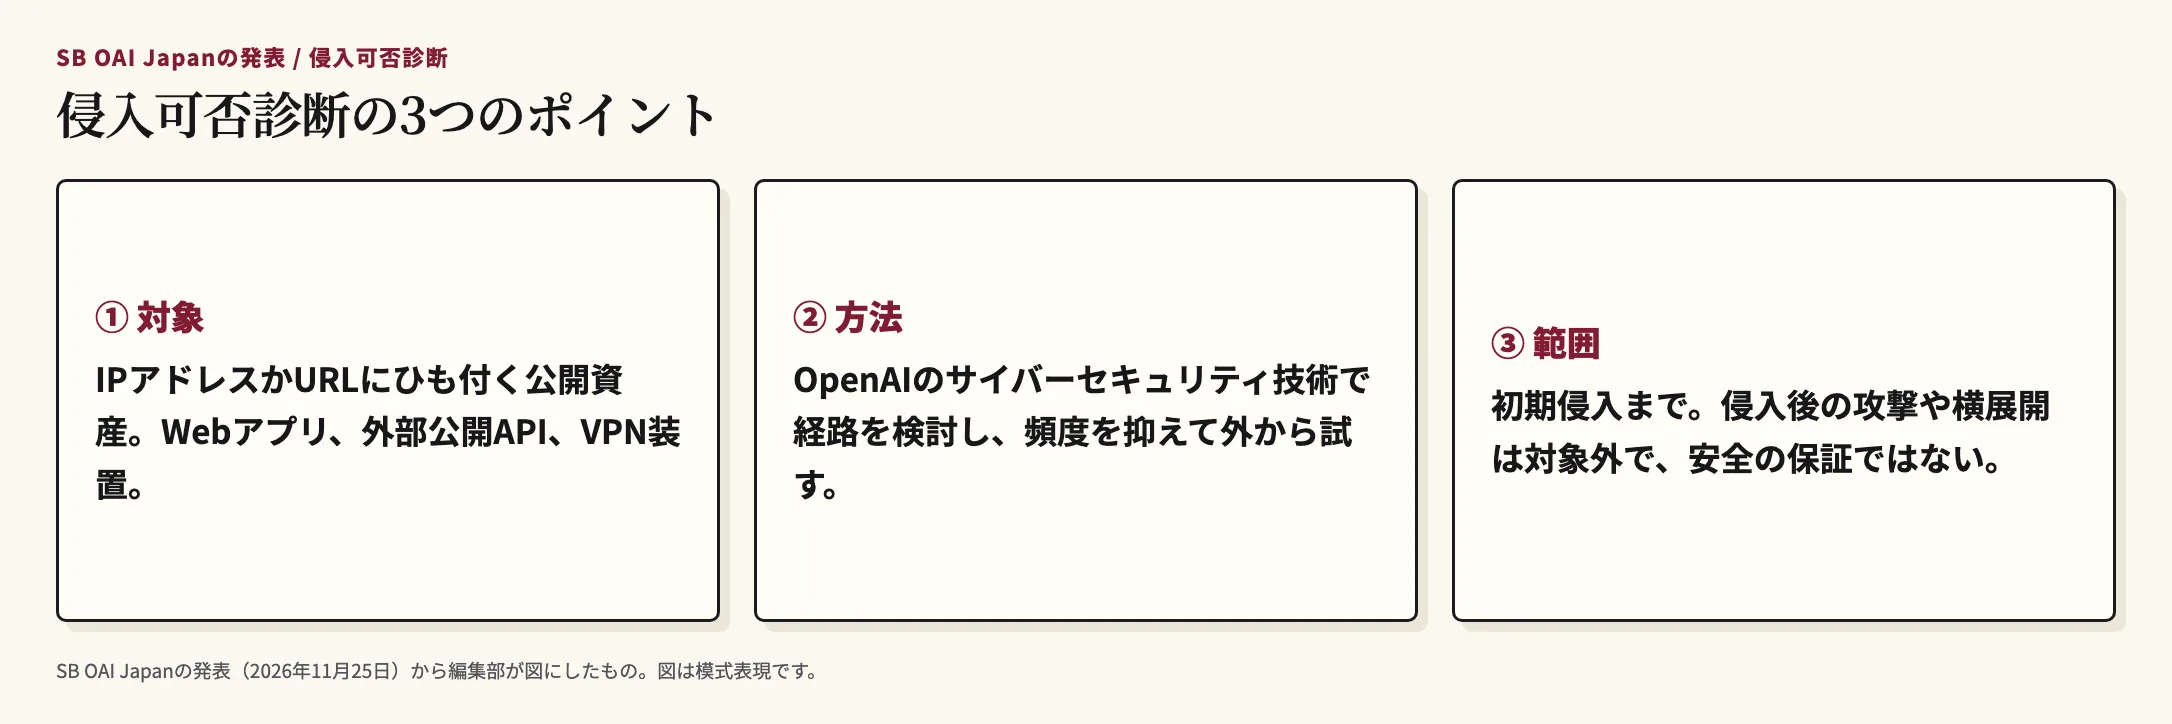 SB OAI Japanの発表 / 侵入可否診断
侵入可否診断の3つのポイント
① 対象
IPアドレスかURLにひも付く公開資
産。Webアプリ、外部公開API、VPN装
置。
② 方法
OpenAIのサイバーセキュリティ技術で
経路を検討し、頻度を抑えて外から試
す。
③ 範囲
初期侵入まで。侵入後の攻撃や横展開
は対象外で、安全の保証ではない。
SB OAI Japanの発表（2026年11月25日）から編集部が図にしたもの。図は模式表現です。